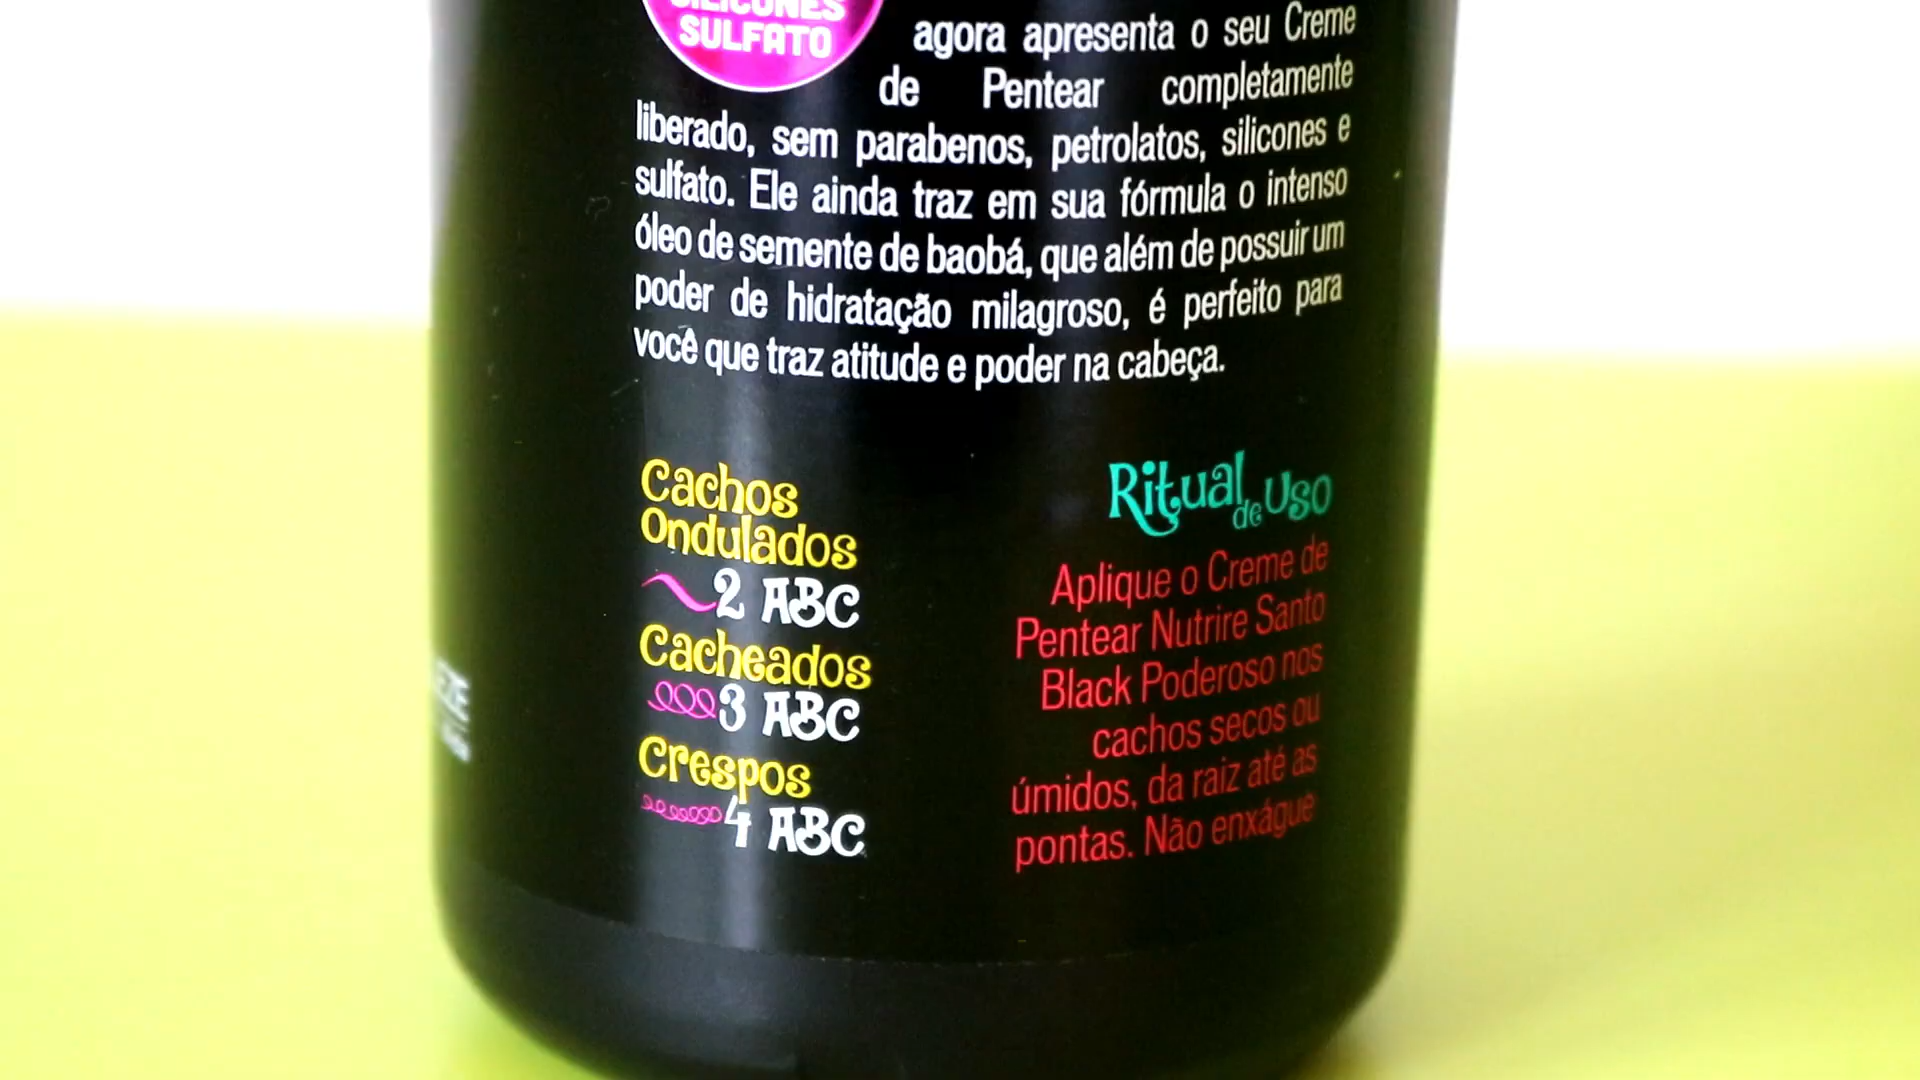 SILICONES
SULFATO
agora apresenta o seu Creme
de Pentear completamente
liberado, sem parabenos, petrolatos, silicones e
sulfato. Ele ainda traz em sua fórmula o intenso
óleo de semente de baobá, que além de possuir um
poder de hidratação milagroso, é perfeito para
você que traz atitude e poder na cabeça.
Cachos
Ondulados
2 ABC
Cacheados
3 ABC
Crespos
4 ABC
Ritual de Uso
Aplique o Creme de
Pentear Nutrire Santo
Black Poderoso nos
cachos secos ou
úmidos, da raiz até as
pontas. Não enxágue